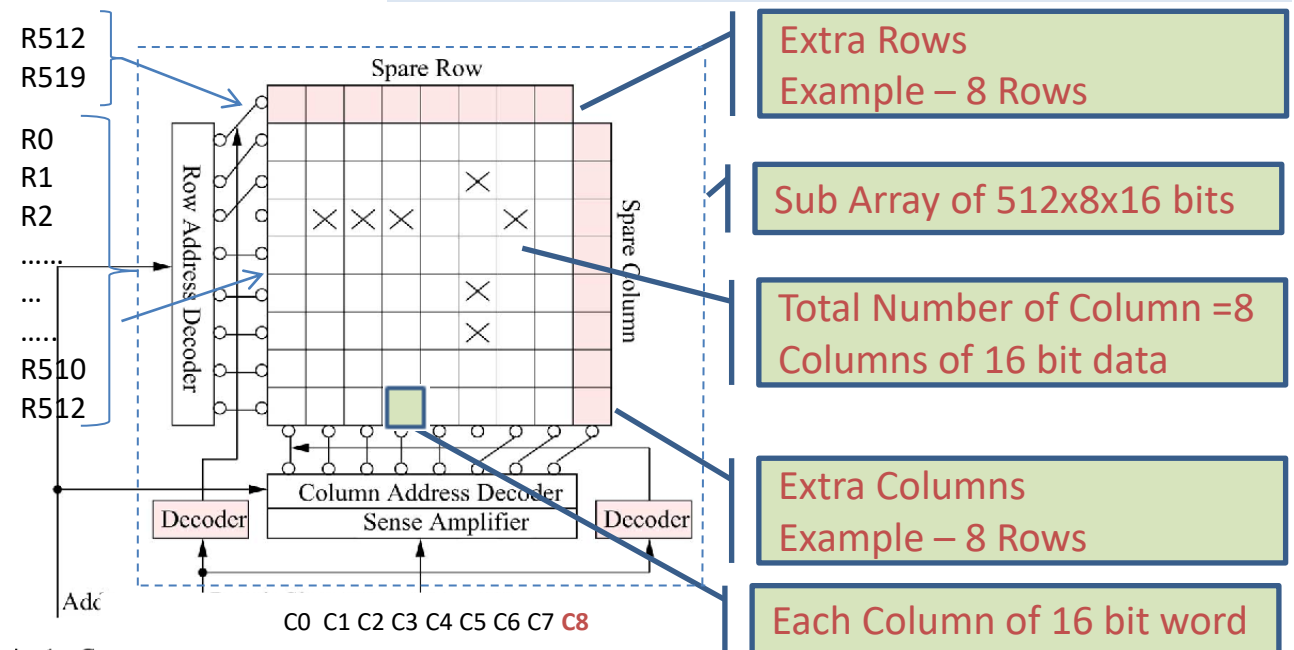 R512
R519
R0
R1
R2
......
...
.....
R510
R512
Spare Row
Row Address Decoder
Spare Column
Column Address Decoder
Sense Amplifier
Decoder
Decoder
C0 C1 C2 C3 C4 C5 C6 C7 C8
Extra Rows
Example – 8 Rows
Sub Array of 512x8x16 bits
Total Number of Column =8
Columns of 16 bit data
Extra Columns
Example – 8 Rows
Each Column of 16 bit word